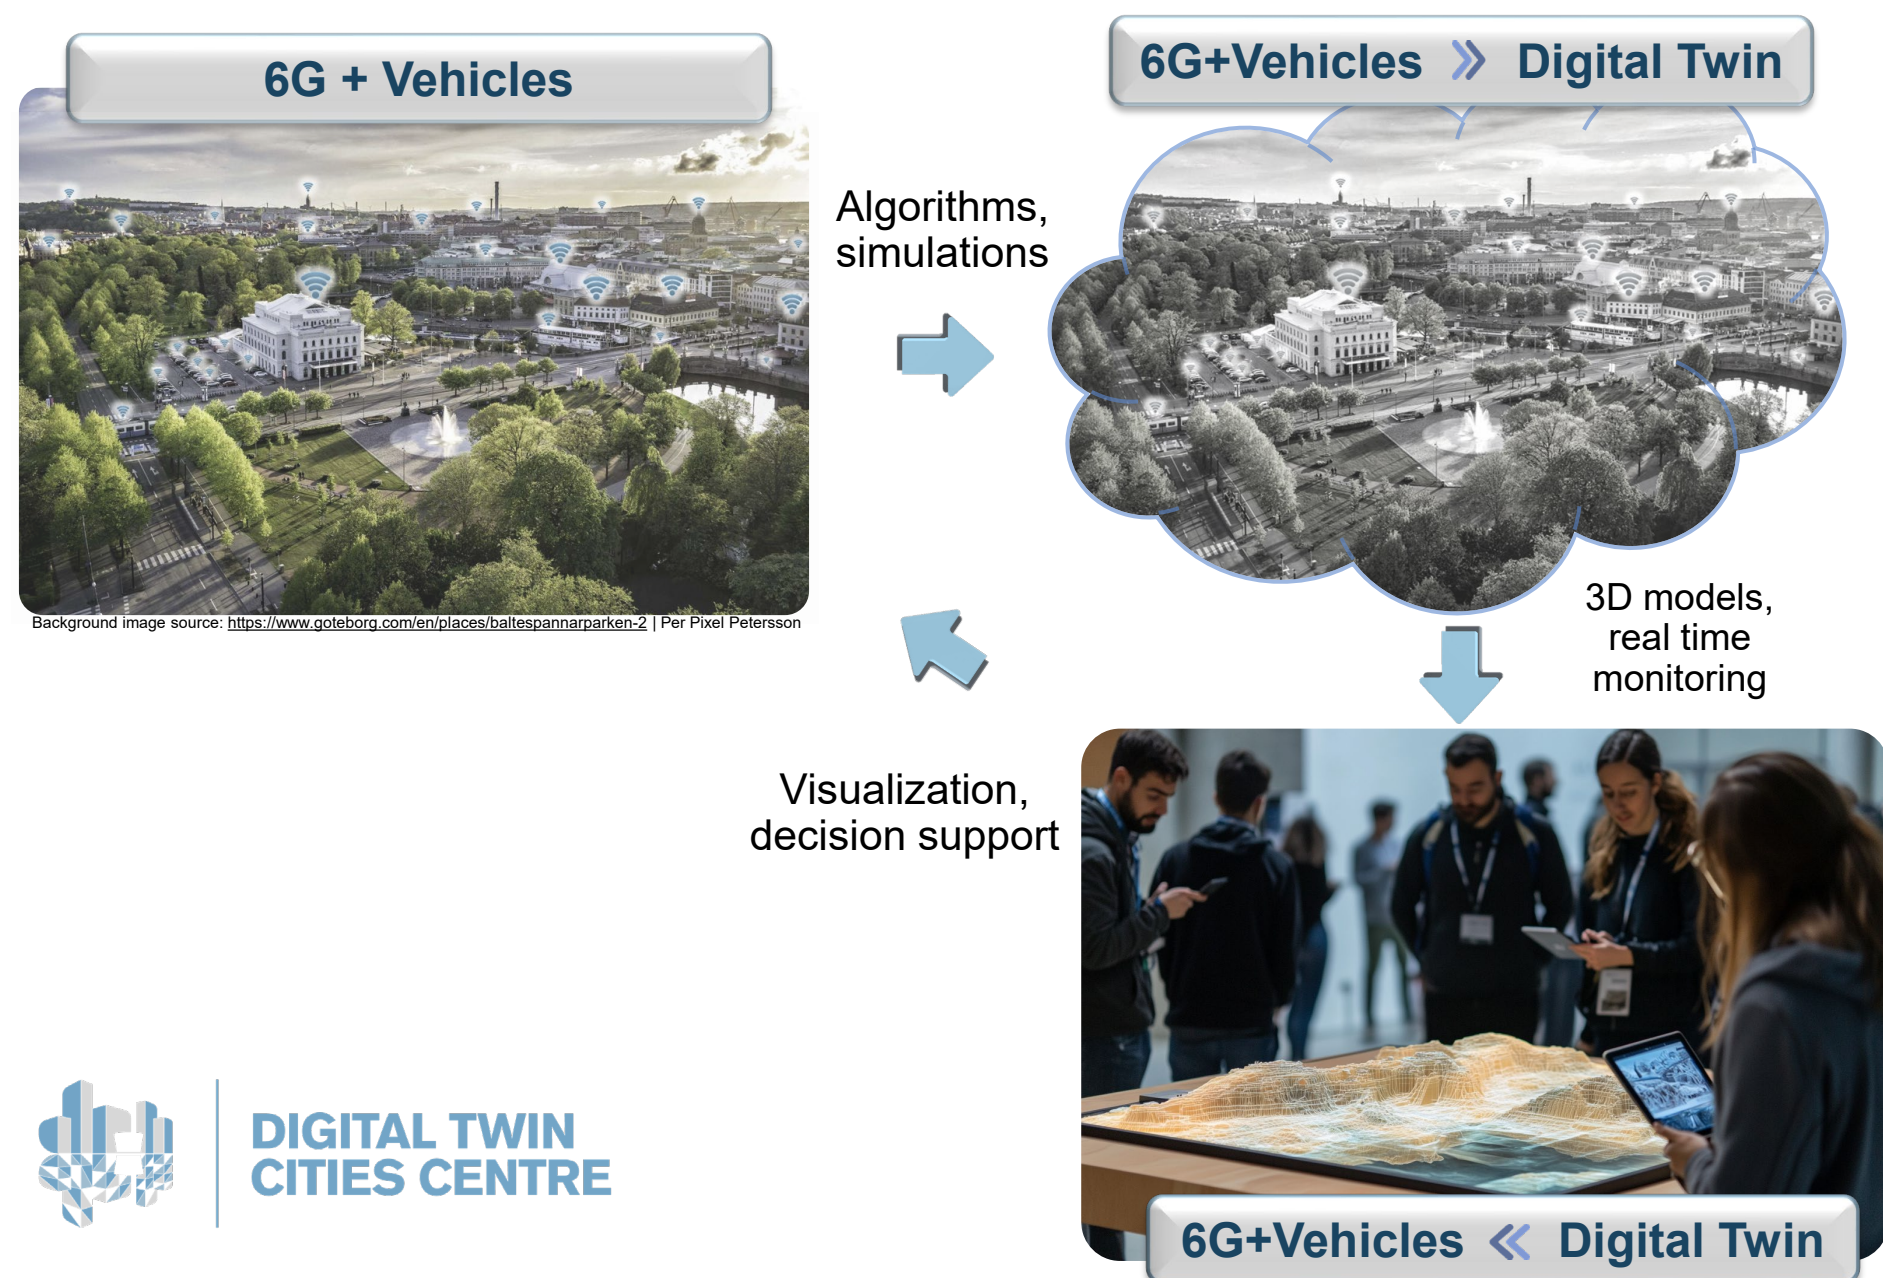 6G + Vehicles
6G+Vehicles » Digital Twin
Algorithms,
simulations
Background image source: https://www.goteborg.com/en/places/baltespannarparken-2 | Per Pixel Petersson
3D models,
real time
monitoring
Visualization,
decision support
DIGITAL TWIN
CITIES CENTRE
6G+Vehicles « Digital Twin